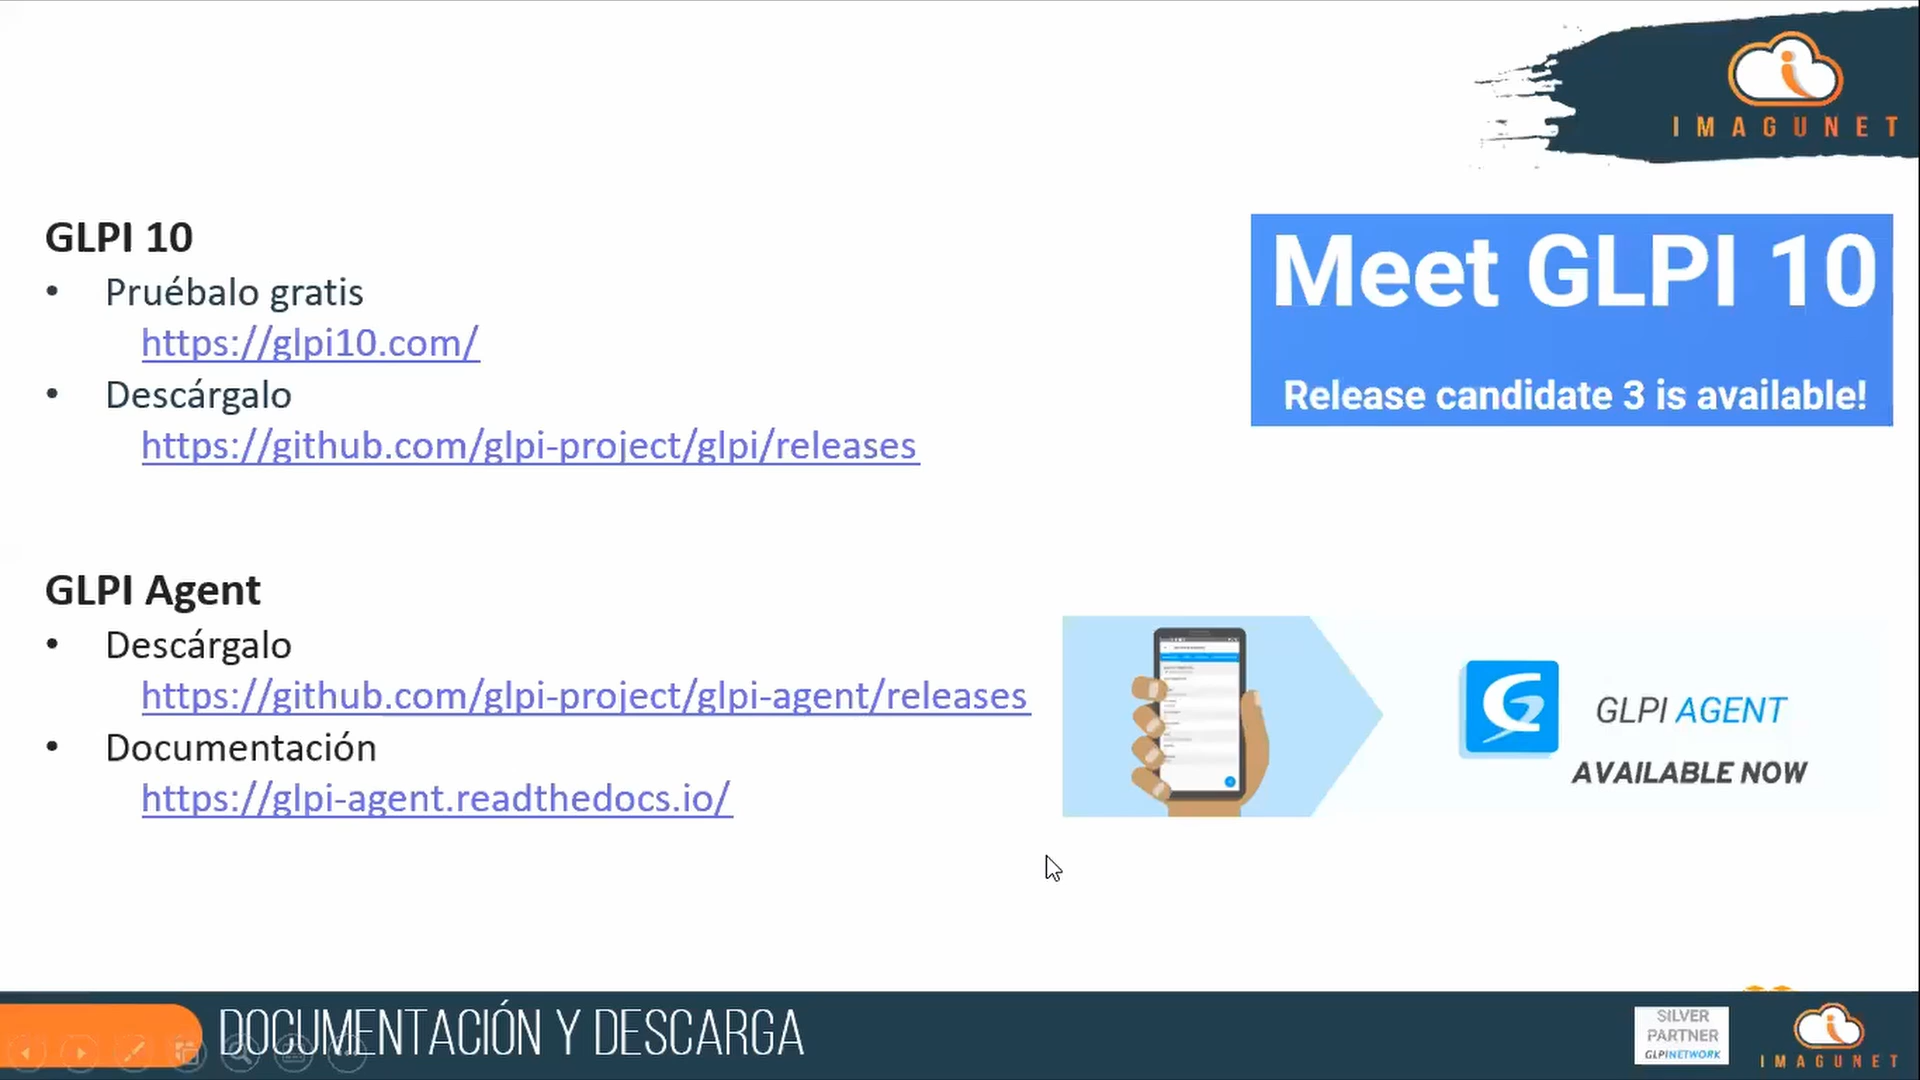 IMAGUNET
GLPI 10
• Pruébalo gratis
https://glpi10.com/
• Descárgalo
https://github.com/glpi-project/glpi/releases
Meet GLPI 10
Release candidate 3 is available!
GLPI Agent
• Descárgalo
https://github.com/glpi-project/glpi-agent/releases
• Documentación
https://glpi-agent.readthedocs.io/
GLPI AGENT
AVAILABLE NOW
DOCUMENTACIÓN Y DESCARGA
SILVER
PARTNER
GLPINETWORK
IMAGUNET